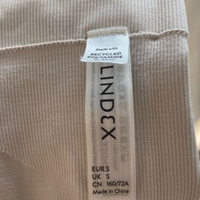 Made with
RECYCLED
POLYAMIDE
LINDEX
EUR S
UK S
CN 160/72A
Made in China